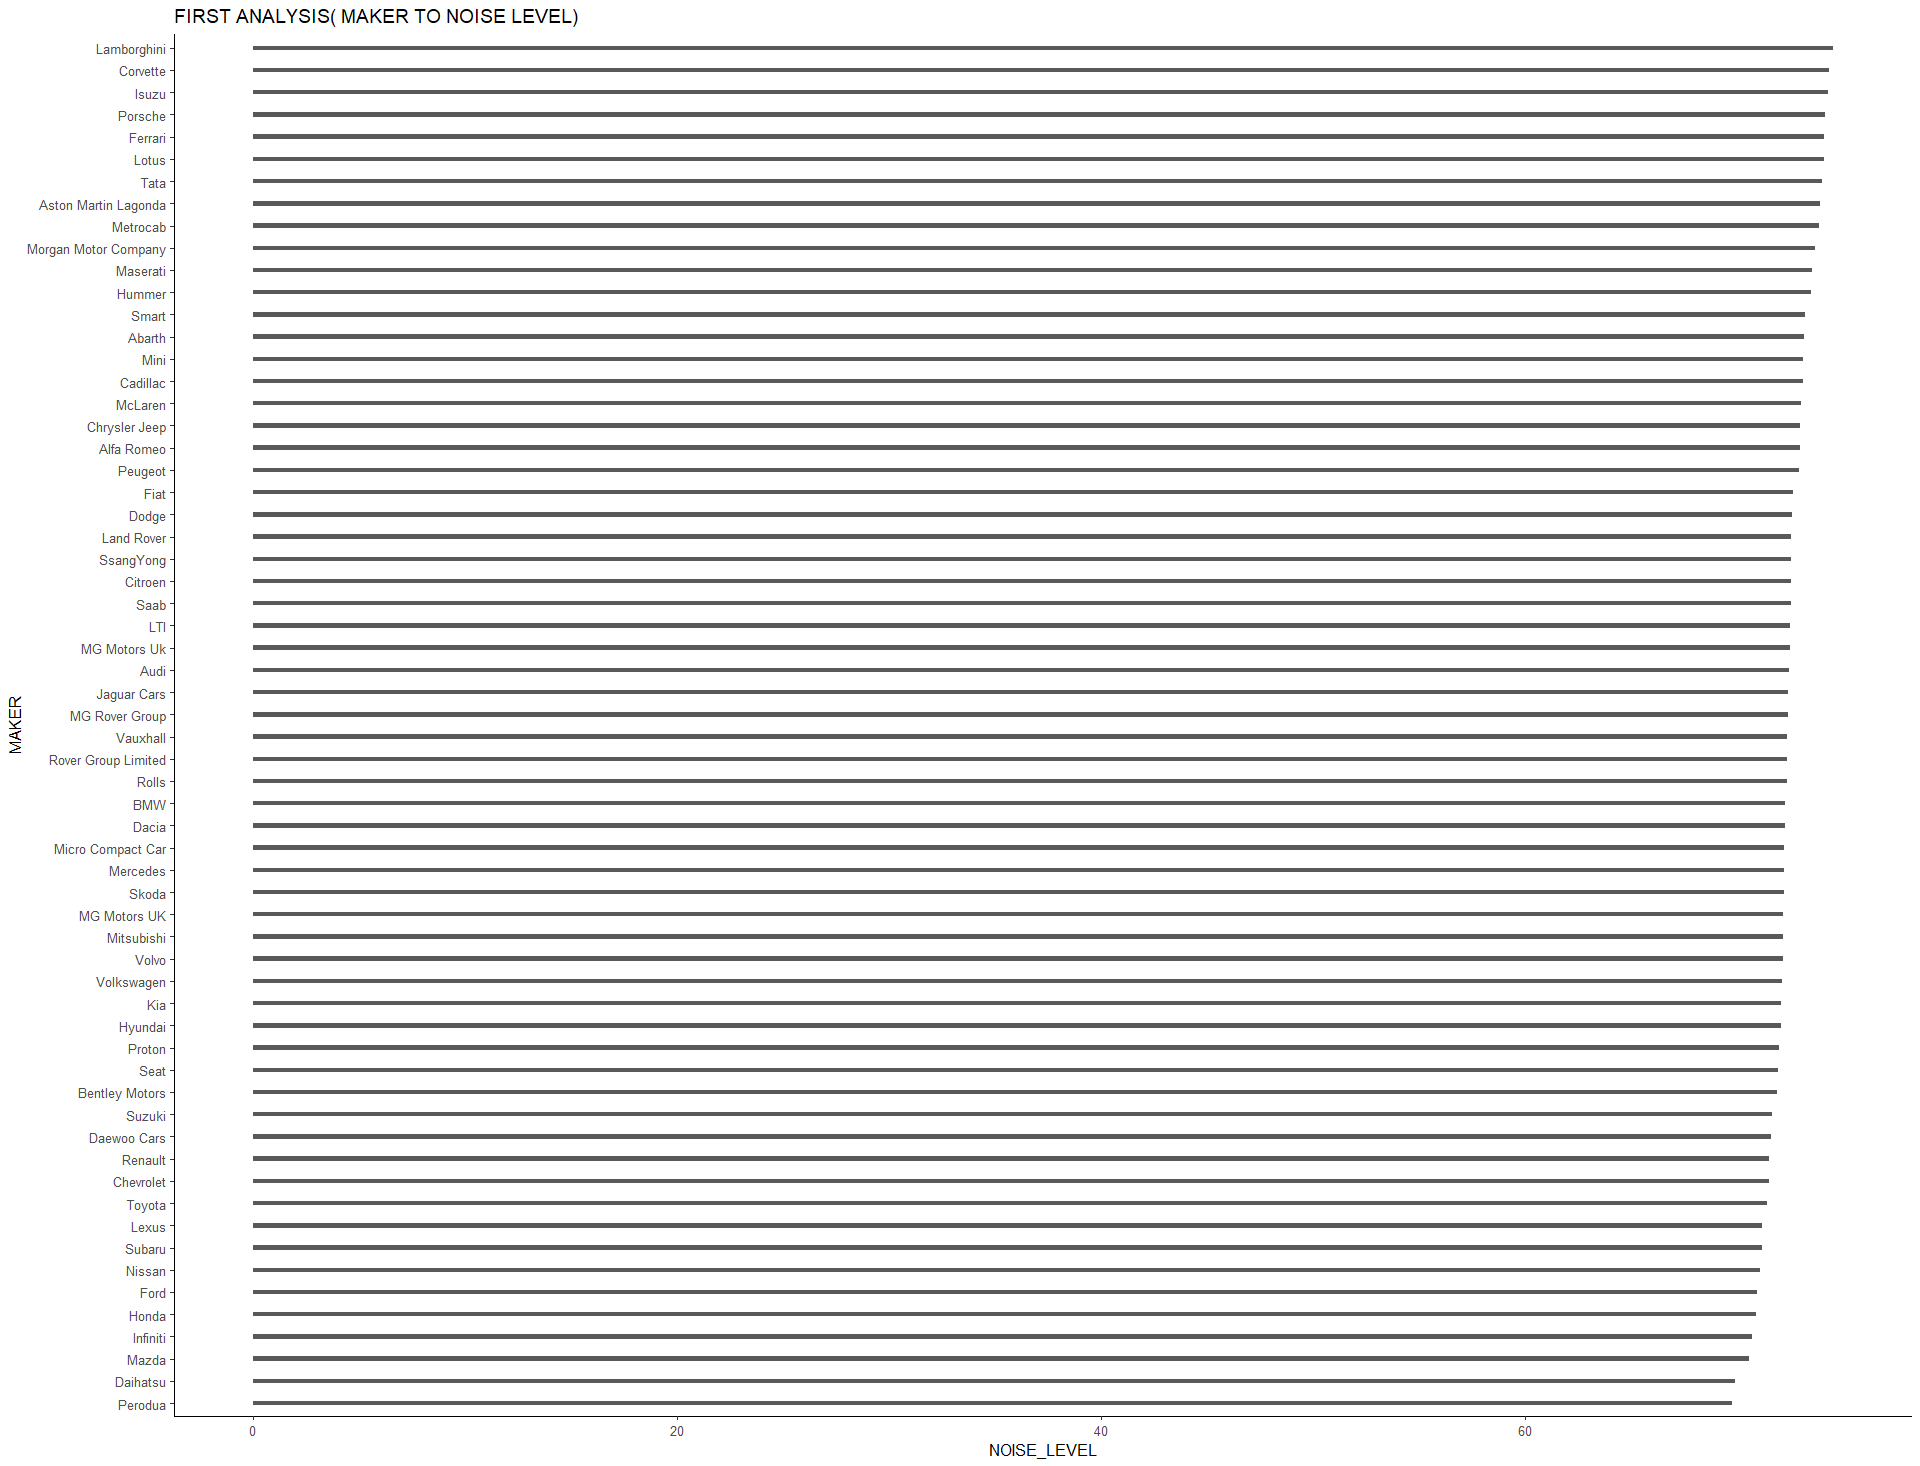 FIRST ANALYSIS( MAKER TO NOISE LEVEL)
Lamborghini
Corvette
Isuzu
Porsche
Ferrari
Lotus
Tata
Aston Martin Lagonda
Metrocab
Morgan Motor Company
Maserati
Hummer
Smart
Abarth
Mini
Cadillac
McLaren
Chrysler Jeep
Alfa Romeo
Peugeot
Fiat
Dodge
Land Rover
SsangYong
Citroen
Saab
LTI
MG Motors Uk
Audi
Jaguar Cars
MG Rover Group
Vauxhall
Rover Group Limited
Rolls
BMW
Dacia
Micro Compact Car
Mercedes
Skoda
MG Motors UK
Mitsubishi
Volvo
Volkswagen
Kia
Hyundai
Proton
Seat
Bentley Motors
Suzuki
Daewoo Cars
Renault
Chevrolet
Toyota
Lexus
Subaru
Nissan
Ford
Honda
Infiniti
Mazda
Daihatsu
Perodua
MAKER
0 20 40 60
NOISE_LEVEL